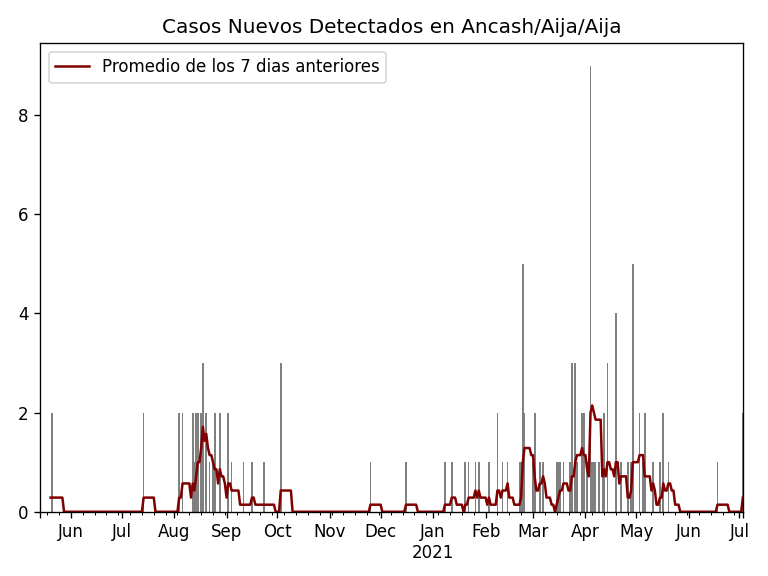 Casos Nuevos Detectados en Ancash/Aija/Aija
Promedio de los 7 dias anteriores
8
6
4
2
0
Jun Jul Aug Sep Oct Nov Dec Jan Feb Mar Apr May Jun Jul
2021